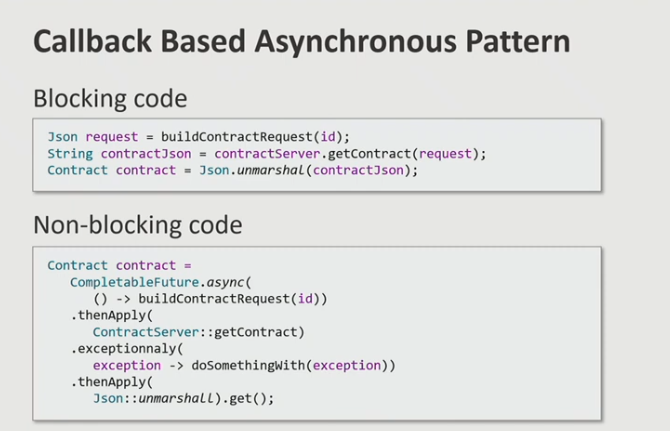 Callback Based Asynchronous Pattern
Blocking code
Json request = buildContractRequest(id);
String contractJson = contractServer.getContract(request);
Contract contract = Json.unmarshal(contractJson);
Non-blocking code
Contract contract =
CompletableFuture.async(
() -> buildContractRequest(id))
.thenApply(
ContractServer::getContract)
.exceptionnaly(
exception -> doSomethingWith(exception))
.thenApply(
Json::unmarshall).get();